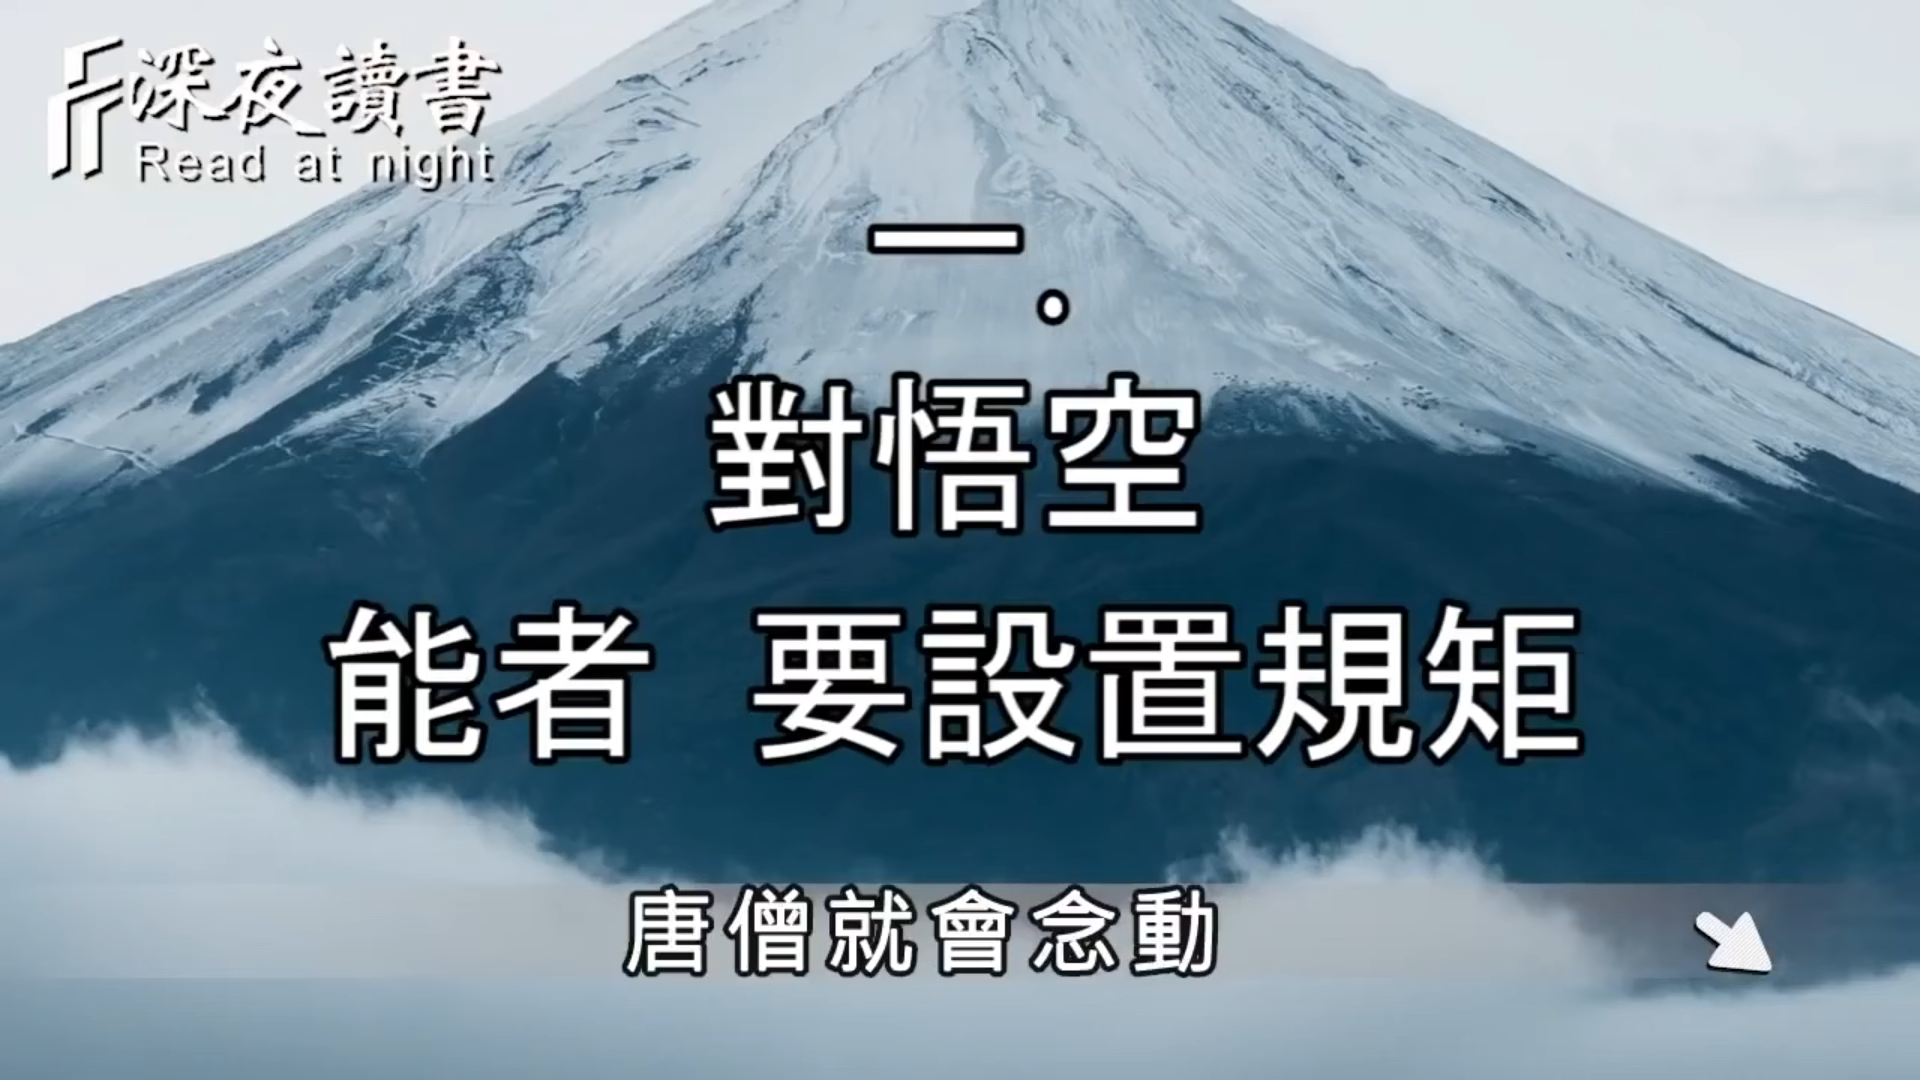 深夜讀書
Read at night
一.
對悟空
能者 要設置規矩
唐僧就會念動